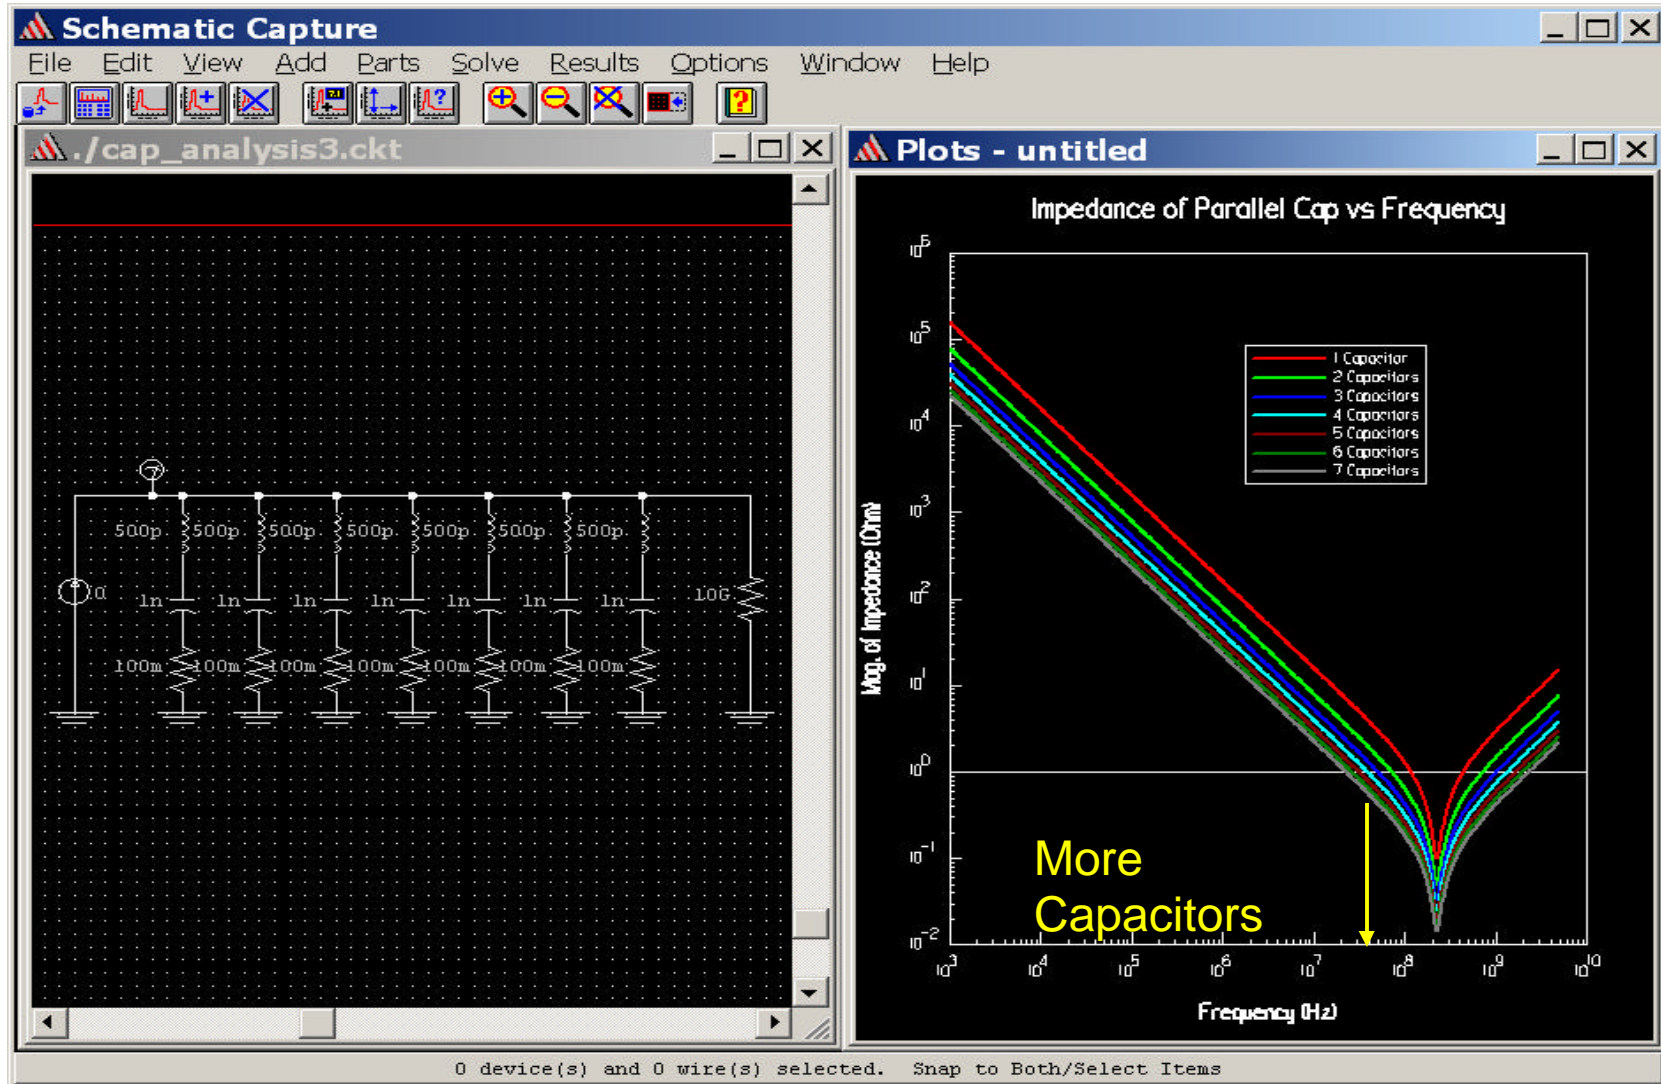 Schematic Capture
File Edit View Add Parts Solve Results Options Window Help
./cap_analysis3.ckt
500p 500p 500p 500p 500p 500p 500p
0 1n 1n 1n 1n 1n 1n 1n 10G
100m 100m 100m 100m 100m 100m 100m
Plots - untitled
Impedance of Parallel Cap vs Frequency
10^6
10^5
10^4
10^3
10^2
10^1
10^0
10^-1
10^-2
Mag. of Impedance (Ohm)
1 Capacitor
2 Capacitors
3 Capacitors
4 Capacitors
5 Capacitors
6 Capacitors
7 Capacitors
More
Capacitors
10^3 10^4 10^5 10^6 10^7 10^8 10^9 10^10
Frequency (Hz)
0 device(s) and 0 wire(s) selected. Snap to Both/Select Items